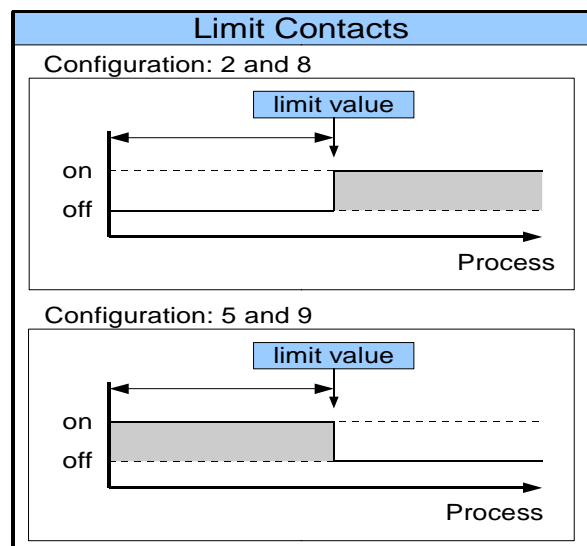 Limit Contacts
Configuration: 2 and 8
limit value
on
off
Process
Configuration: 5 and 9
limit value
on
off
Process